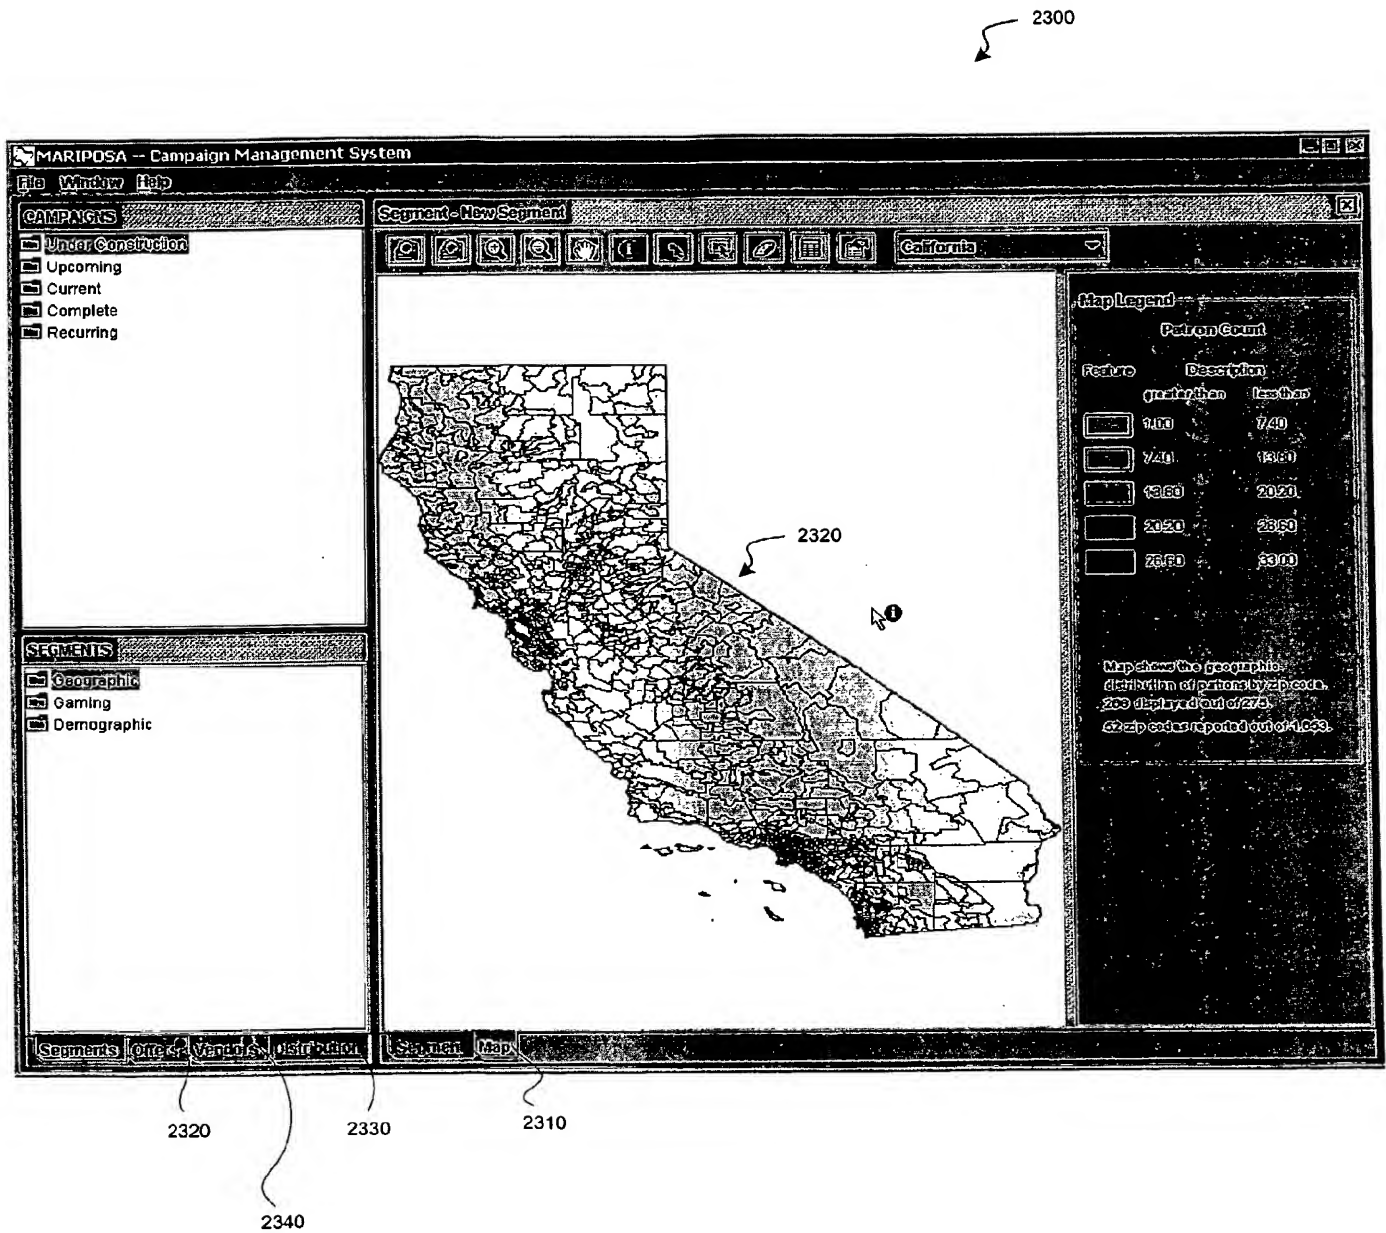 2300
MARIPOSA -- Campaign Management System
File Window Help
CAMPAIGNS
Under Construction
Upcoming
Current
Complete
Recurring
Segment - New Segment
California
Map Legend
Patron Count
Feature Description
greater than less than
1.00 7.40
7.40 13.80
13.80 20.20
20.20 26.60
26.60 33.00
Map shows the geographic
distribution of patrons by zip code.
displayed out of
52 zip codes reported out of
2320
SEGMENTS
Geographic
Gaming
Demographic
Segments Offers Vendors Distribution
Segment Map
2320
2330
2310
2340